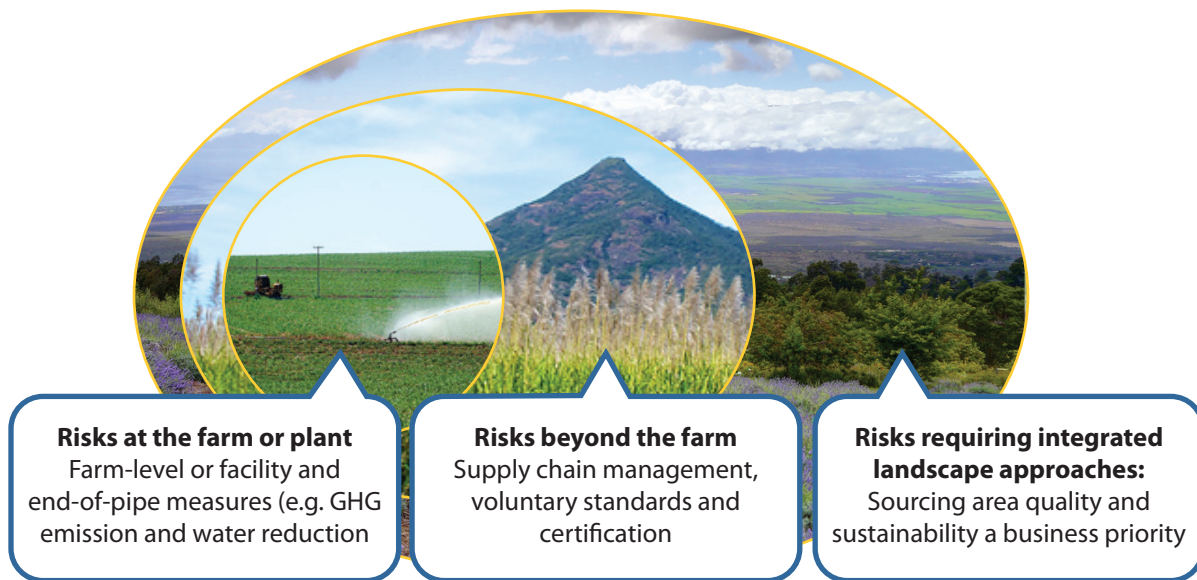 Risks at the farm or plant
Farm-level or facility and
end-of-pipe measures (e.g. GHG
emission and water reduction
Risks beyond the farm
Supply chain management,
voluntary standards and
certification
Risks requiring integrated
landscape approaches:
Sourcing area quality and
sustainability a business priority